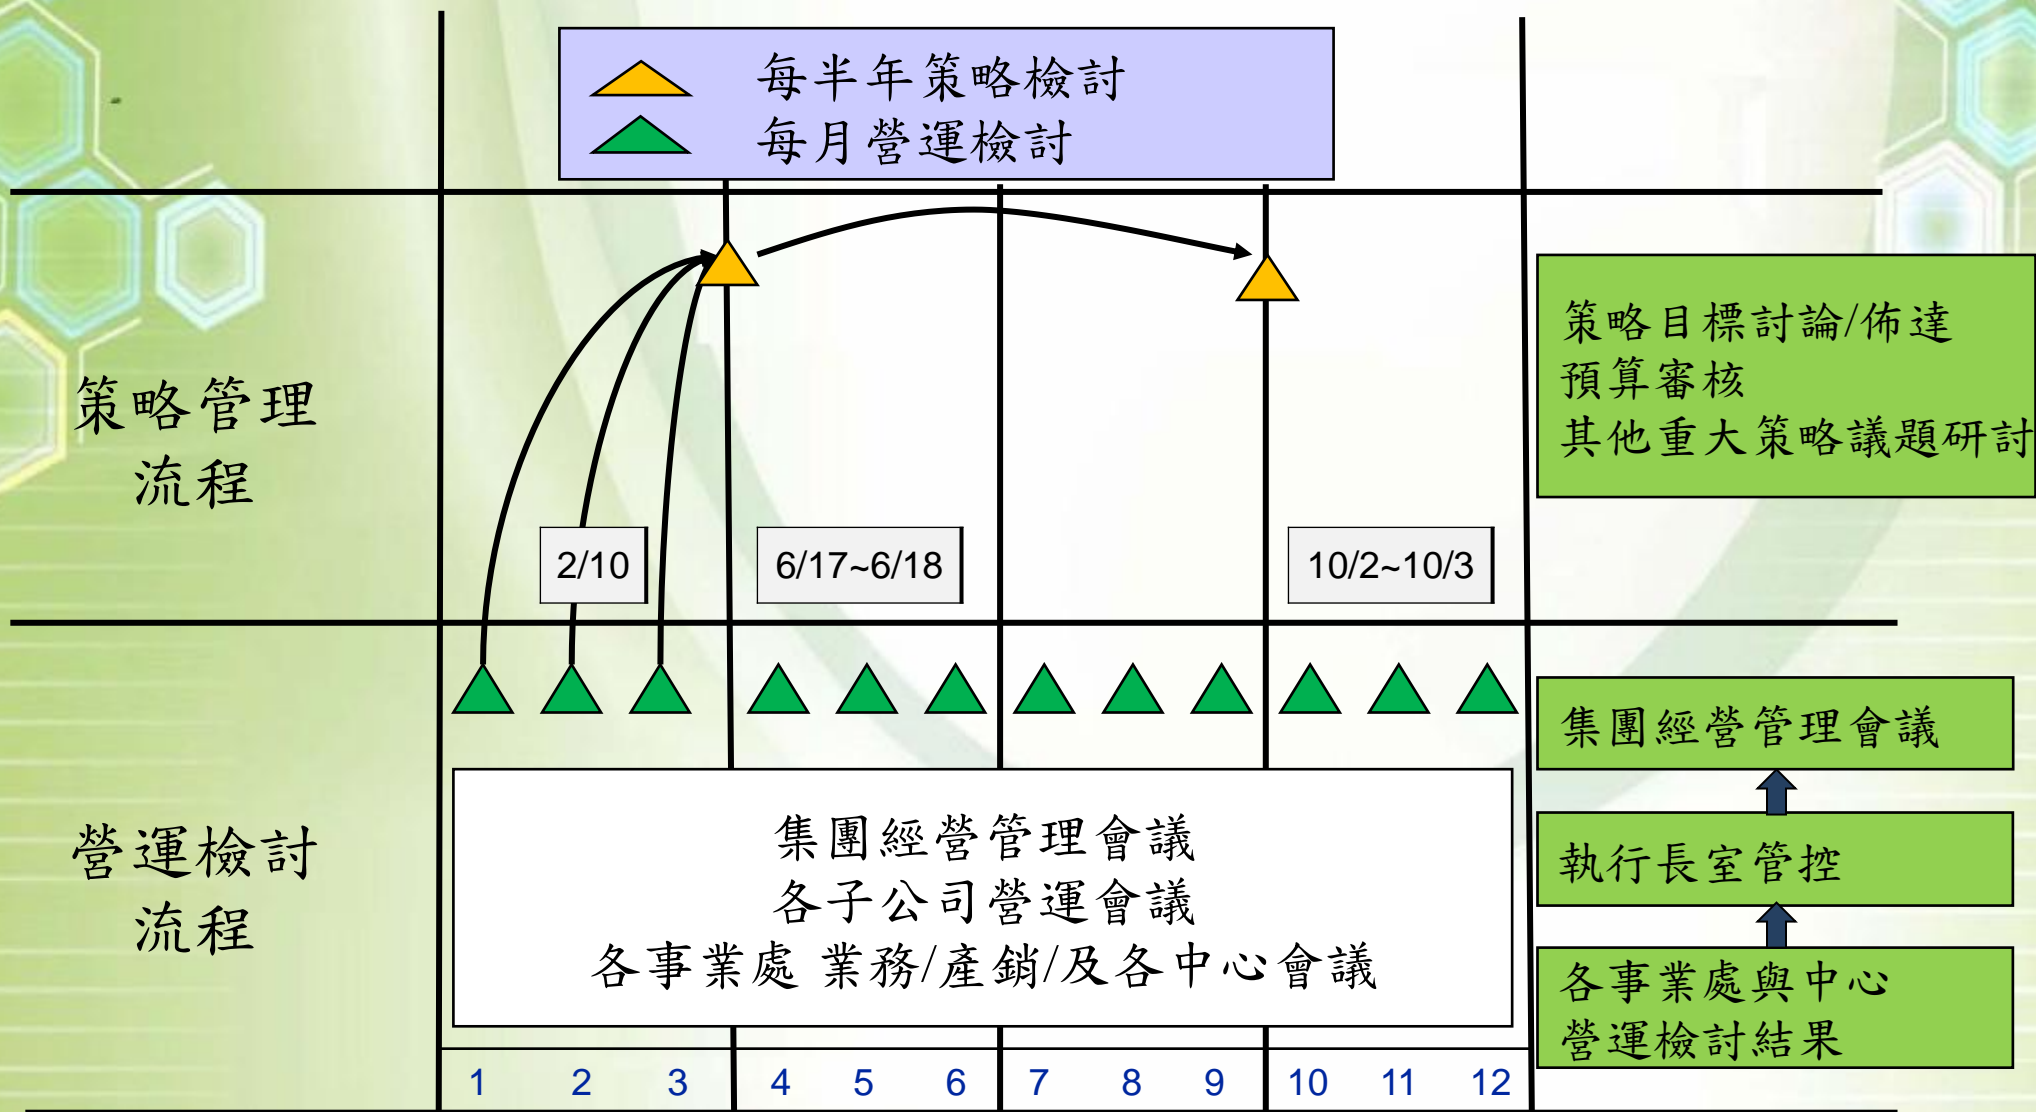 每半年策略檢討
每月營運檢討
策略管理
流程
2/10
6/17~6/18
10/2~10/3
策略目標討論/佈達
預算審核
其他重大策略議題研討
營運檢討
流程
集團經營管理會議
各子公司營運會議
各事業處 業務/產銷/及各中心會議
集團經營管理會議
執行長室管控
各事業處與中心
營運檢討結果
1 2 3 4 5 6 7 8 9 10 11 12